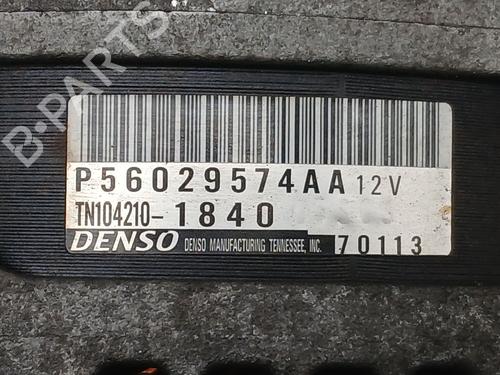 B-PARTS
P56029574AA 12V
TN104210-1840
DENSO DENSO MANUFACTURING TENNESSEE, INC. 70113